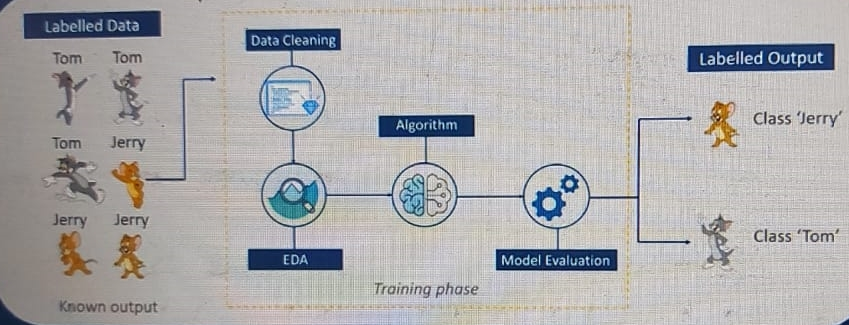 Labelled Data
Tom Tom
Tom Jerry
Jerry Jerry
Known output
Data Cleaning
EDA
Algorithm
Model Evaluation
Training phase
Labelled Output
Class ‘Jerry’
Class ‘Tom’